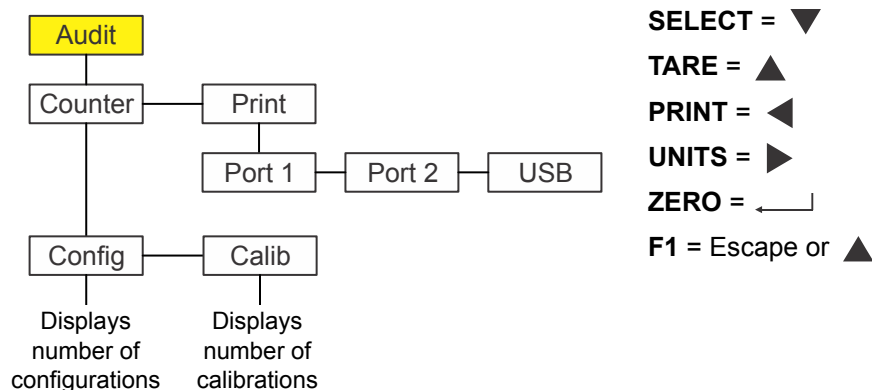 Audit
Counter
Print
Port 1
Port 2
USB
Config
Calib
Displays
number of
configurations
Displays
number of
calibrations
SELECT = ▼
TARE = ▲
PRINT = ◀
UNITS = ▶
ZERO = ↵
F1 = Escape or ▲